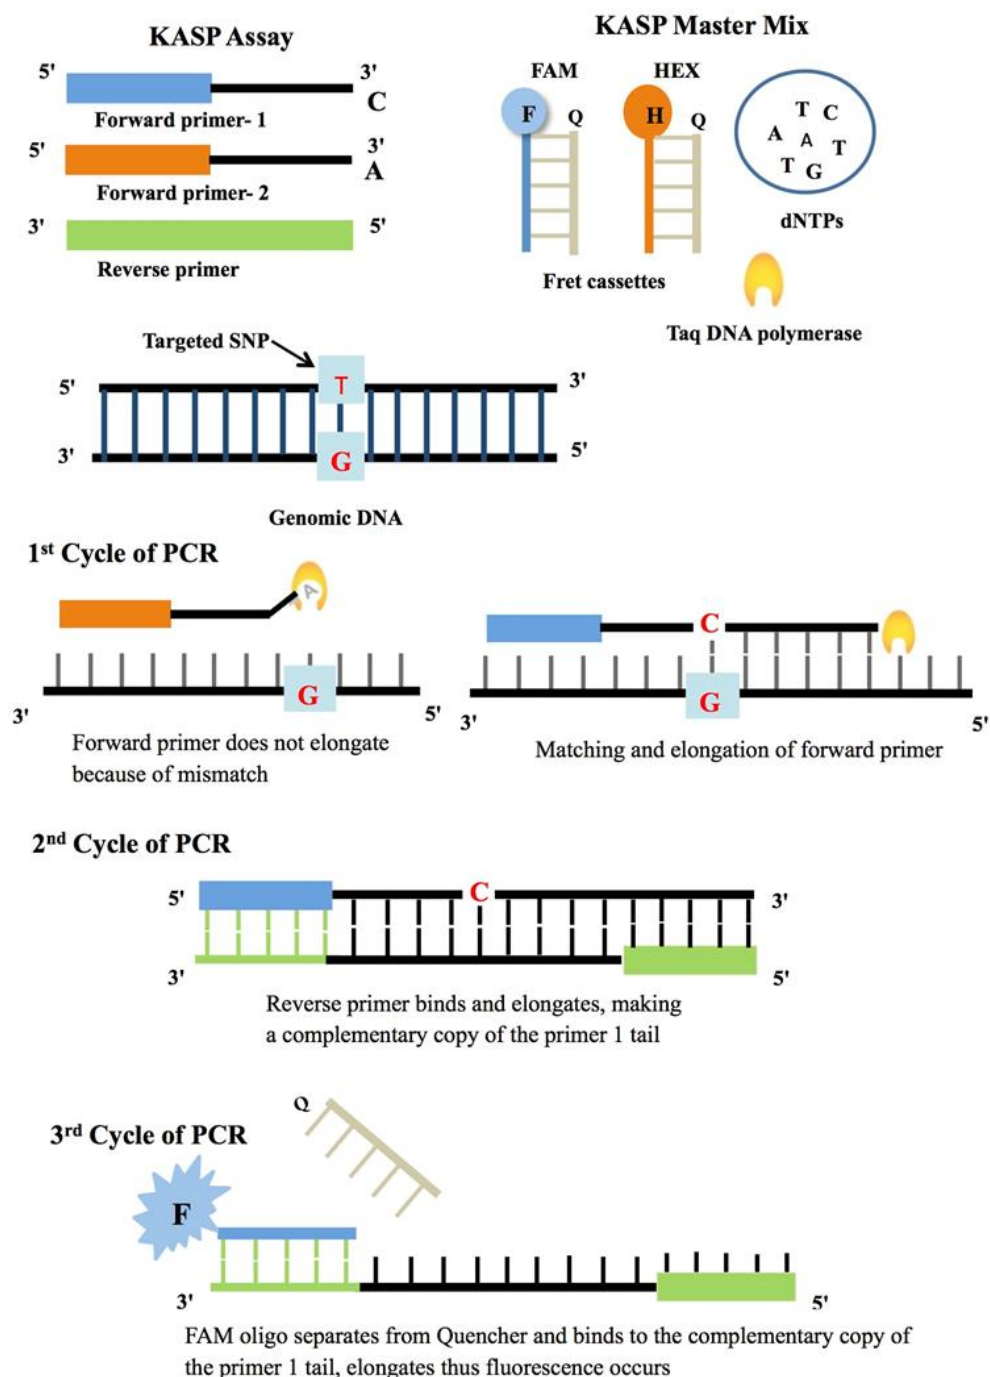 KASP Assay
5' 3'
C
Forward primer- 1
5' 3'
A
Forward primer- 2
3' 5'
Reverse primer
KASP Master Mix
FAM HEX
F Q H Q
T C
A A T
T G
dNTPs
Fret cassettes
Taq DNA polymerase
Targeted SNP
5' T 3'
3' G 5'
Genomic DNA
1st Cycle of PCR
A
G
3' 5'
Forward primer does not elongate
because of mismatch
C
G
3' 5'
Matching and elongation of forward primer
2nd Cycle of PCR
5' C 3'
3' 5'
Reverse primer binds and elongates, making
a complementary copy of the primer 1 tail
3rd Cycle of PCR
Q
F
3' 5'
FAM oligo separates from Quencher and binds to the complementary copy of
the primer 1 tail, elongates thus fluorescence occurs